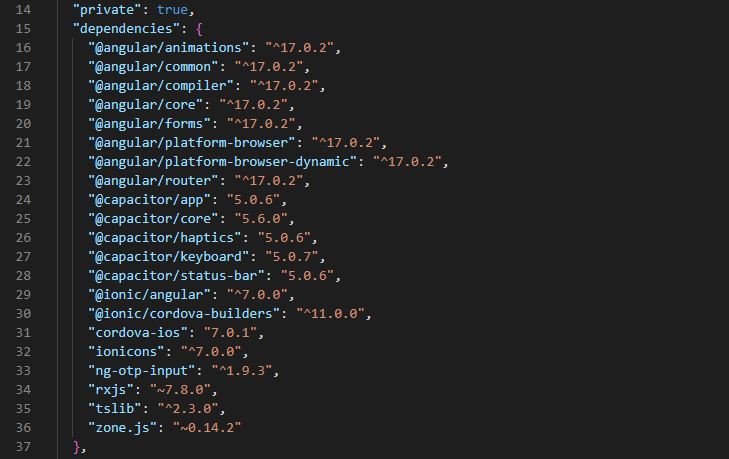 14 "private": true,
15 "dependencies": {
16 "@angular/animations": "^17.0.2",
17 "@angular/common": "^17.0.2",
18 "@angular/compiler": "^17.0.2",
19 "@angular/core": "^17.0.2",
20 "@angular/forms": "^17.0.2",
21 "@angular/platform-browser": "^17.0.2",
22 "@angular/platform-browser-dynamic": "^17.0.2",
23 "@angular/router": "^17.0.2",
24 "@capacitor/app": "5.0.6",
25 "@capacitor/core": "5.6.0",
26 "@capacitor/haptics": "5.0.6",
27 "@capacitor/keyboard": "5.0.7",
28 "@capacitor/status-bar": "5.0.6",
29 "@ionic/angular": "^7.0.0",
30 "@ionic/cordova-builders": "^11.0.0",
31 "cordova-ios": "7.0.1",
32 "ionicons": "^7.0.0",
33 "ng-otp-input": "^1.9.3",
34 "rxjs": "~7.8.0",
35 "tslib": "^2.3.0",
36 "zone.js": "~0.14.2"
37 },